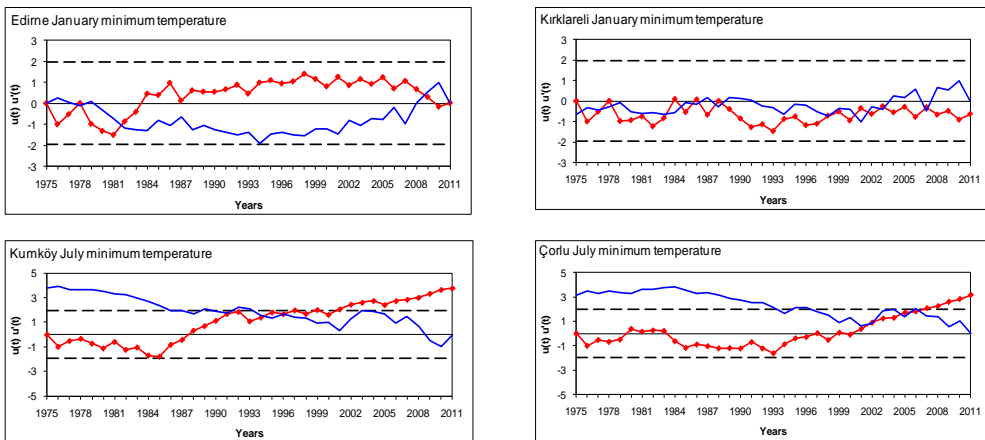 Edirne January minimum temperature
3
2
1
0
-1
-2
-3
u(t) u'(t)
1975 1978 1981 1984 1987 1990 1993 1996 1999 2002 2005 2008 2011
Years
Kırklareli January minimum temperature
3
2
1
0
-1
-2
-3
u(t) u'(t)
1975 1978 1981 1984 1987 1990 1993 1996 1999 2002 2005 2008 2011
Years
Kumköy July minimum temperature
5
3
1
-1
-3
-5
u(t) u'(t)
1975 1978 1981 1984 1987 1990 1993 1996 1999 2002 2005 2008 2011
Years
Çorlu July minimum temperature
5
3
1
-1
-3
-5
u(t) u'(t)
1975 1978 1981 1984 1987 1990 1993 1996 1999 2002 2005 2008 2011
Years